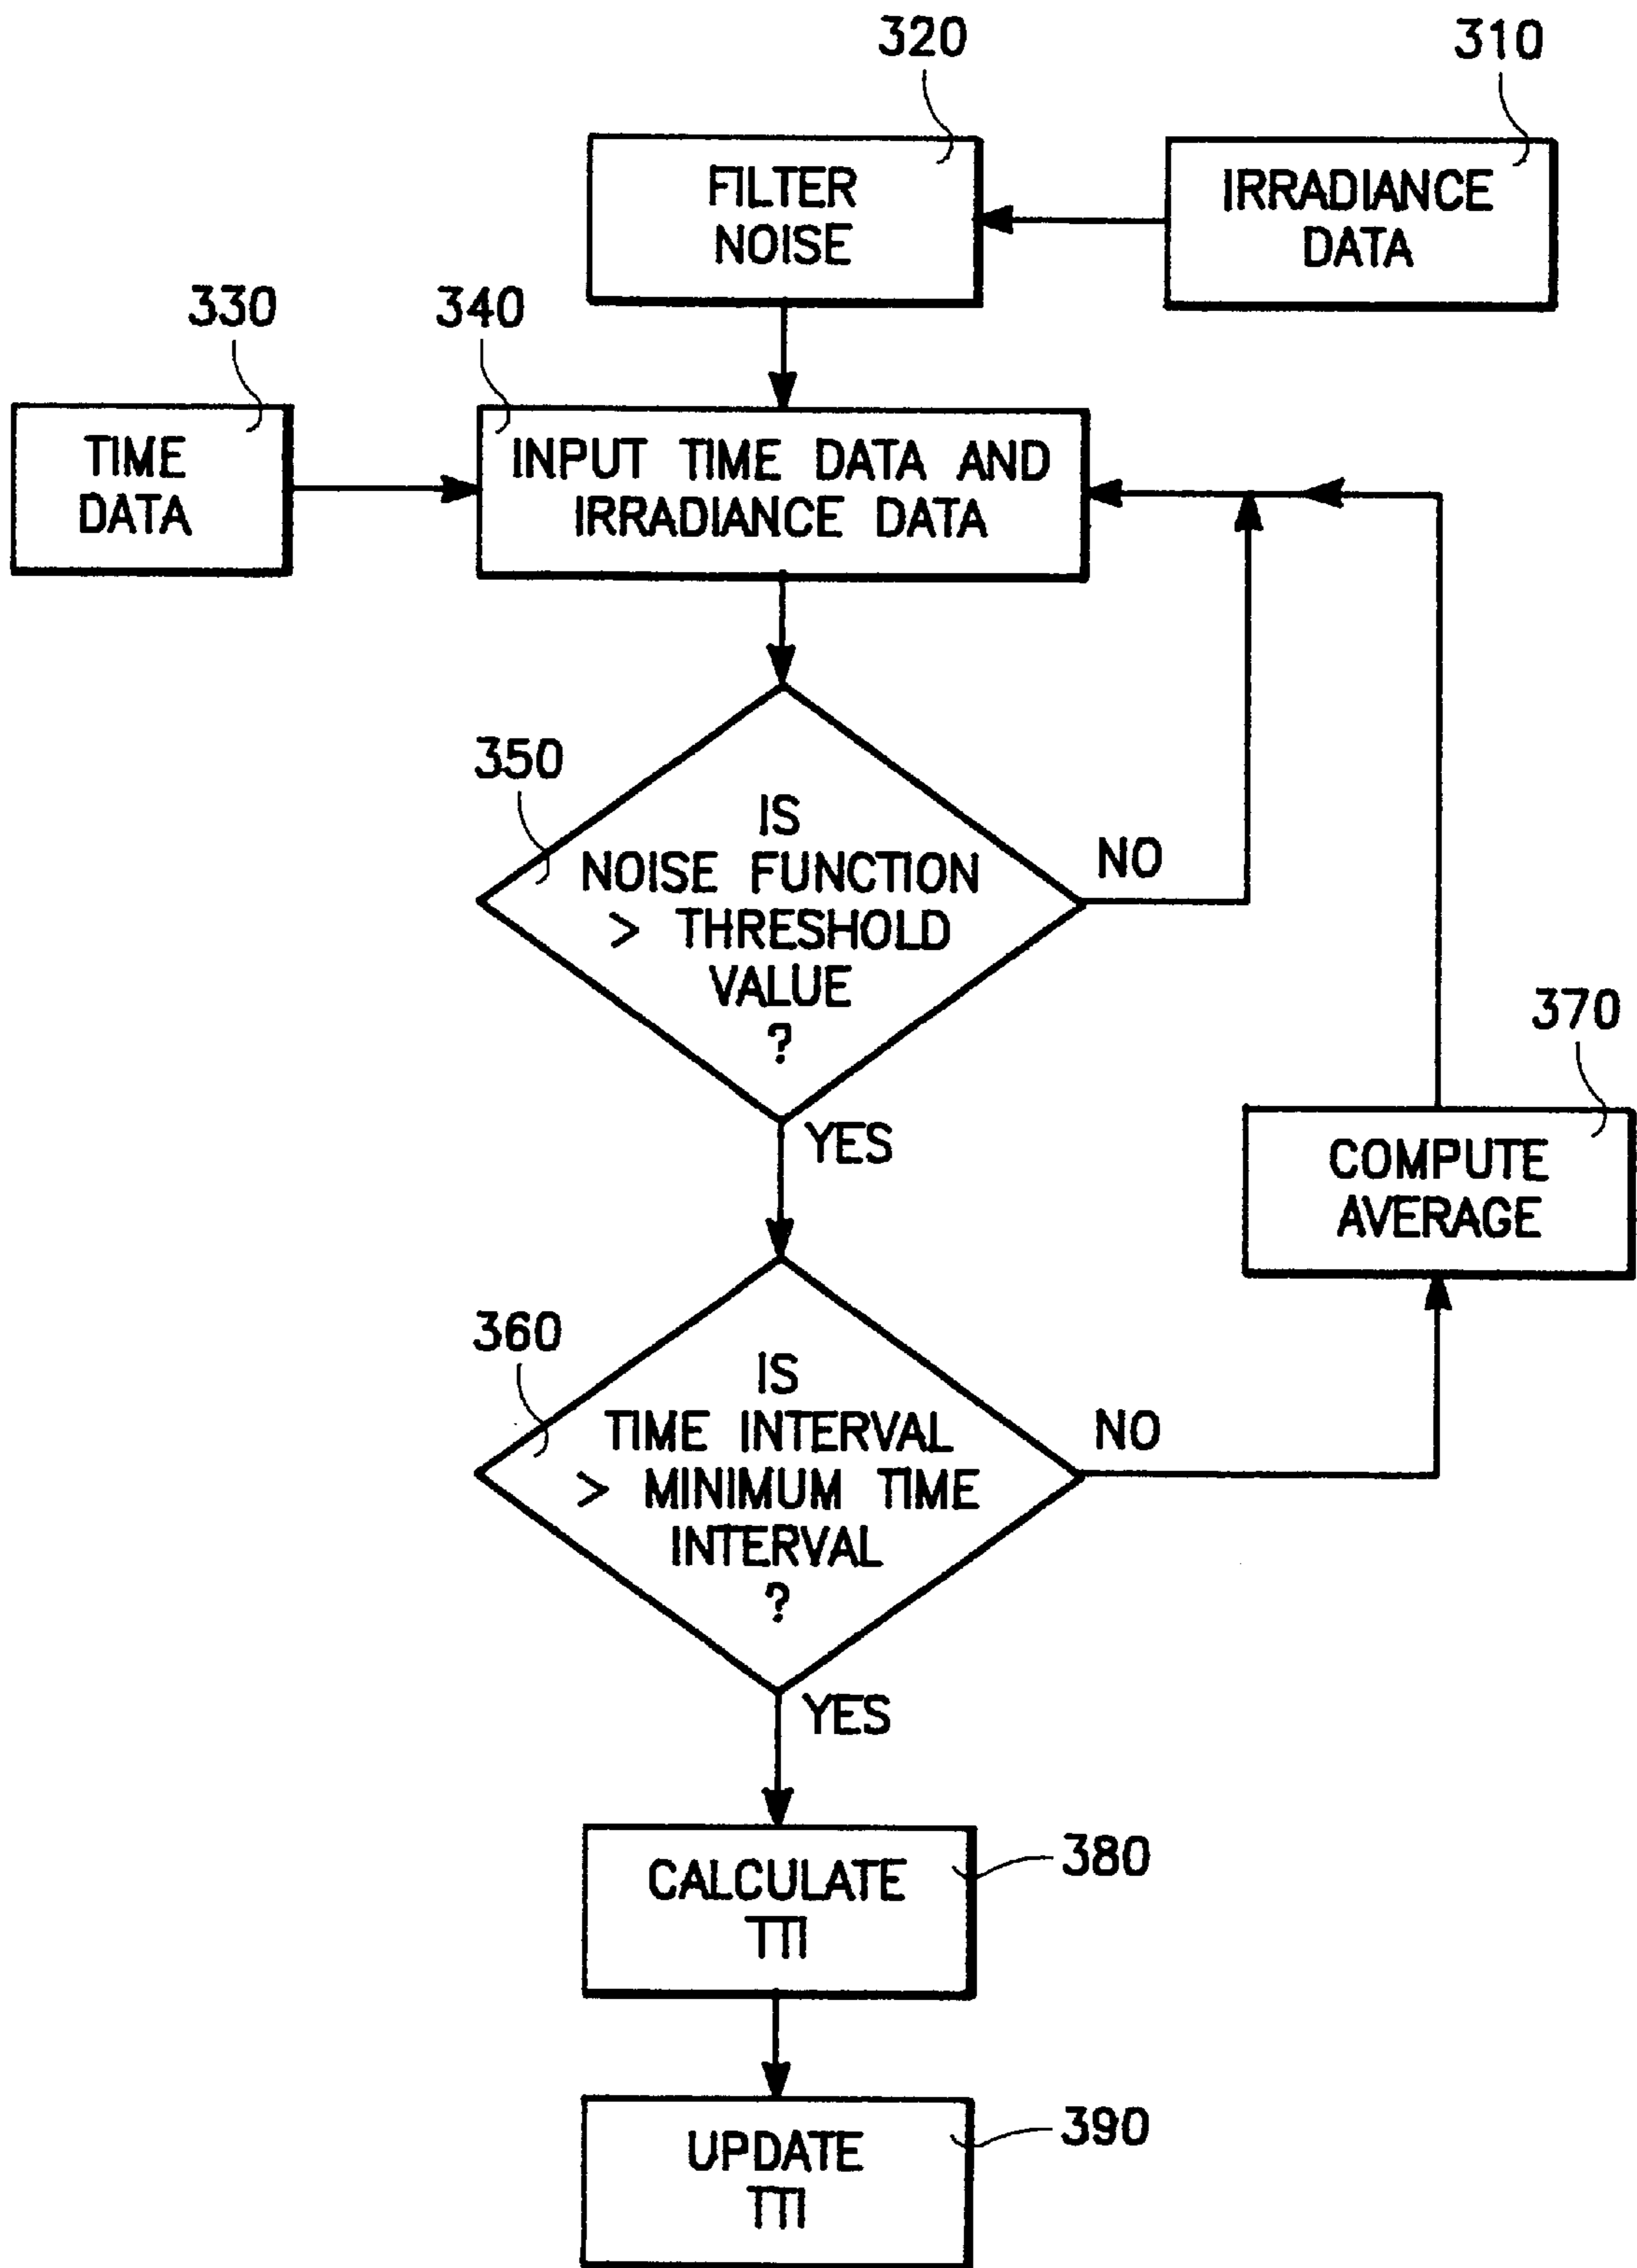 320
310
FILTER
NOISE
IRRADIANCE
DATA
330
340
TIME
DATA
INPUT TIME DATA AND
IRRADIANCE DATA
350
IS
NOISE FUNCTION
> THRESHOLD
VALUE
?
NO
YES
370
COMPUTE
AVERAGE
360
IS
TIME INTERVAL
> MINIMUM TIME
INTERVAL
?
NO
YES
CALCULATE
TTI
380
UPDATE
TTI
390